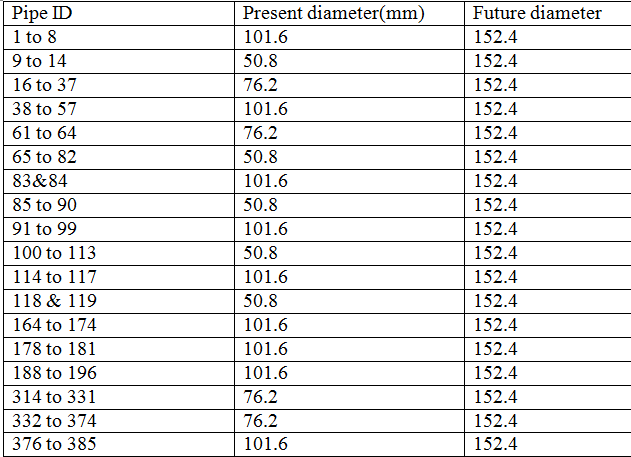 Pipe ID Present diameter(mm) Future diameter
1 to 8 101.6 152.4
9 to 14 50.8 152.4
16 to 37 76.2 152.4
38 to 57 101.6 152.4
61 to 64 76.2 152.4
65 to 82 50.8 152.4
83&84 101.6 152.4
85 to 90 50.8 152.4
91 to 99 101.6 152.4
100 to 113 50.8 152.4
114 to 117 101.6 152.4
118 & 119 50.8 152.4
164 to 174 101.6 152.4
178 to 181 101.6 152.4
188 to 196 101.6 152.4
314 to 331 76.2 152.4
332 to 374 76.2 152.4
376 to 385 101.6 152.4